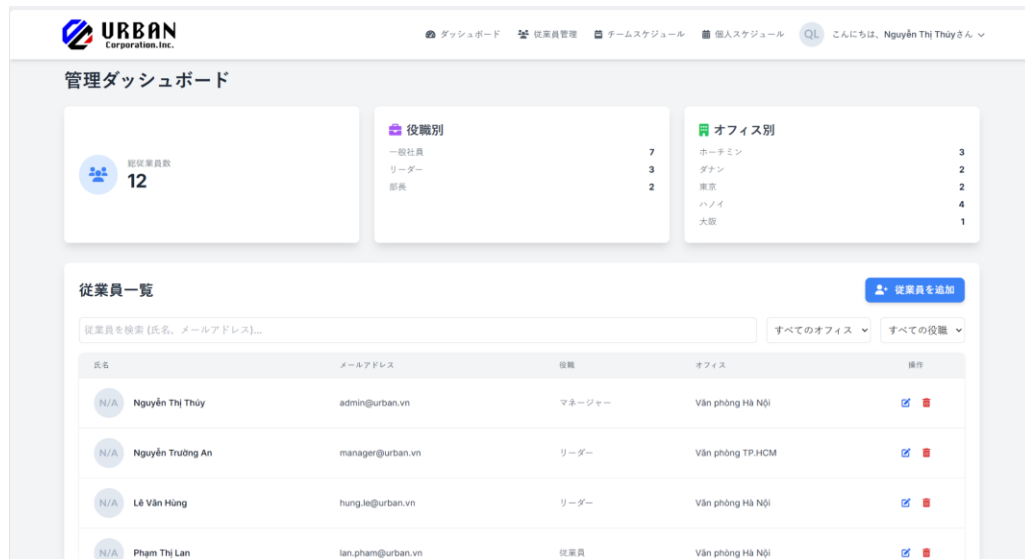 URBAN
Corporation.Inc.
ダッシュボード 従業員管理 チームスケジュール 個人スケジュール QL こんにちは、Nguyễn Thị Thúyさん
管理ダッシュボード
総従業員数
12
役職別
一般社員 7
リーダー 3
部長 2
オフィス別
ホーチミン 3
ダナン 2
東京 2
ハノイ 4
大阪 1
従業員一覧
従業員を追加
従業員を検索 (氏名、メールアドレス)...
すべてのオフィス
すべての役職
氏名 メールアドレス 役職 オフィス 操作
N/A Nguyễn Thị Thúy admin@urban.vn マネージャー Văn phòng Hà Nội
N/A Nguyễn Trường An manager@urban.vn リーダー Văn phòng TP.HCM
N/A Lê Văn Hùng hung.le@urban.vn リーダー Văn phòng Hà Nội
N/A Phạm Thị Lan lan.pham@urban.vn 従業員 Văn phòng Hà Nội